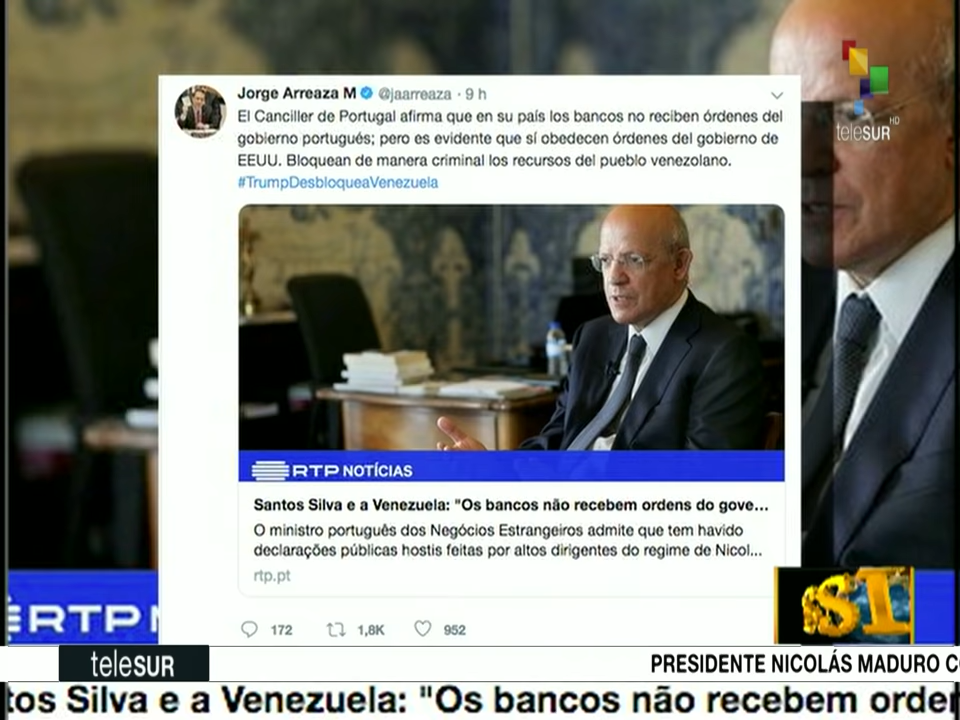 Jorge Arreaza M @jaarreaza · 9 h
El Canciller de Portugal afirma que en su país los bancos no reciben órdenes del
gobierno portugués; pero es evidente que sí obedecen órdenes del gobierno de
EEUU. Bloquean de manera criminal los recursos del pueblo venezolano.
#TrumpDesbloqueaVenezuela
teleSUR HD
RTP NOTÍCIAS
Santos Silva e a Venezuela: "Os bancos não recebem ordens do gove...
O ministro português dos Negócios Estrangeiros admite que tem havido
declarações públicas hostis feitas por altos dirigentes do regime de Nicol...
rtp.pt
172 1,8K 952
RTP N
SI
teleSUR
PRESIDENTE NICOLÁS MADURO C
tos Silva e a Venezuela: "Os bancos não recebem order